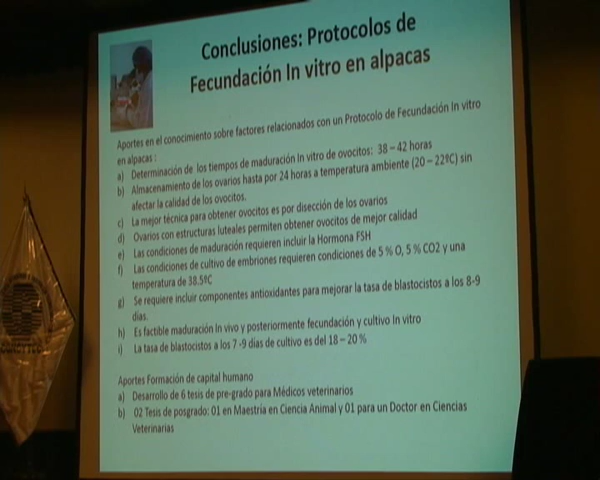 Conclusiones: Protocolos de
Fecundación In vitro en alpacas
Aportes en el conocimiento sobre factores relacionados con un Protocolo de Fecundación In vitro
en alpacas :
a) Determinación de los tiempos de maduración In vitro de ovocitos: 38 – 42 horas
b) Almacenamiento de los ovarios hasta por 24 horas a temperatura ambiente (20 – 22ºC) sin
afectar la calidad de los ovocitos.
c) La mejor técnica para obtener ovocitos es por disección de los ovarios
d) Ovarios con estructuras luteales permiten obtener ovocitos de mejor calidad
e) Las condiciones de maduración requieren incluir la Hormona FSH
f) Las condiciones de cultivo de embriones requieren condiciones de 5 % O, 5 % CO2 y una
temperatura de 38.5ºC
g) Se requiere incluir componentes antioxidantes para mejorar la tasa de blastocistos a los 8-9
dias.
h) Es factible maduración In vivo y posteriormente fecundación y cultivo In vitro
i) La tasa de blastocistos a los 7 -9 dias de cultivo es del 18 – 20 %
Aportes Formación de capital humano
a) Desarrollo de 6 tesis de pre-grado para Médicos veterinarios
b) 02 Tesis de posgrado: 01 en Maestria en Ciencia Animal y 01 para un Doctor en Ciencias
Veterinarias